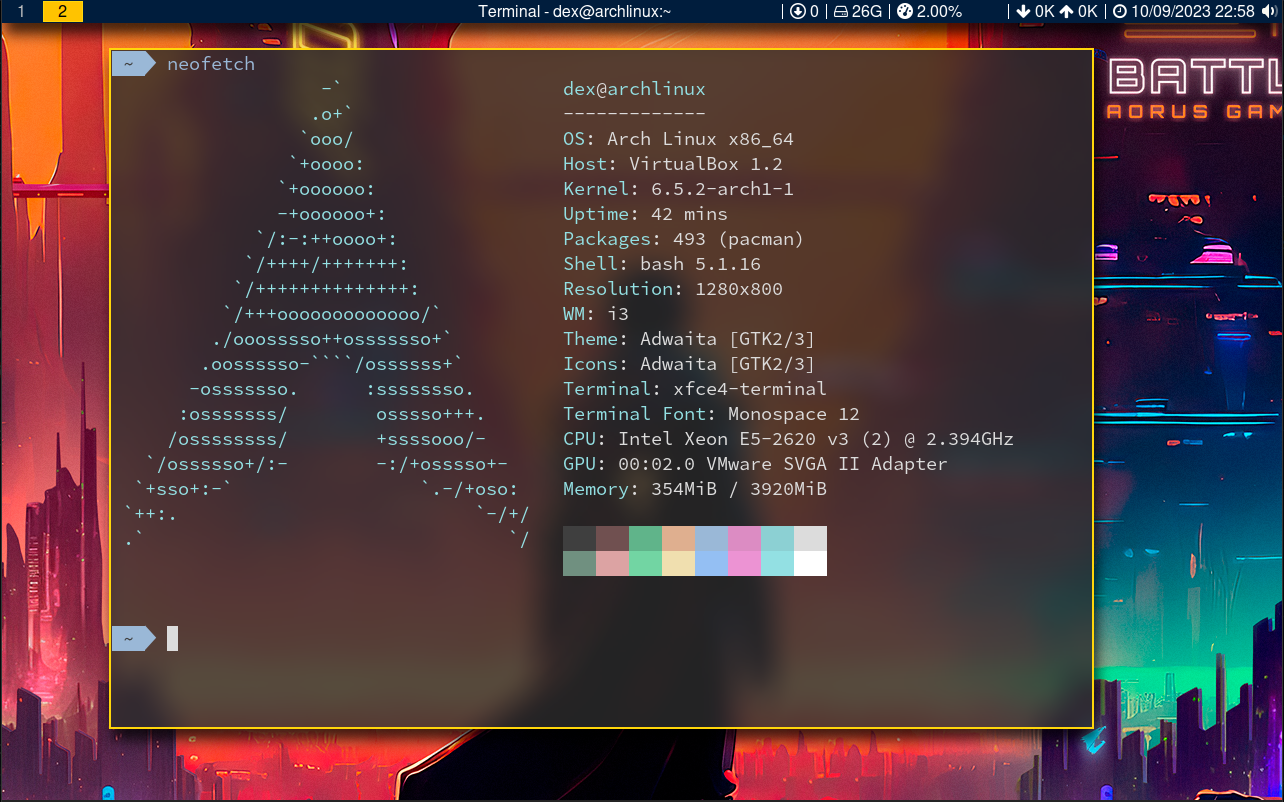 1 2 Terminal - dex@archlinux:~ | 0 | 26G | 2.00% | 0K 0K | 10/09/2023 22:58
BATTL
AORUS GAM
~ neofetch
-`
.o+`
`ooo/
`+oooo:
`+oooooo:
-+oooooo+:
`/:-:++oooo+:
`/++++/+++++++:
`/++++++++++++++:
`/+++ooooooooooooo/`
./ooosssso++osssssso+`
.oossssso-````/ossssss+`
-osssssso. :ssssssso.
:osssssss/ osssso+++.
/ossssssss/ +ssssooo/-
`/ossssso+/:- -:/+osssso+-
`+sso+:-` `.-/+oso:
`++:. `-/+/
.` `/
dex@archlinux
-------------
OS: Arch Linux x86_64
Host: VirtualBox 1.2
Kernel: 6.5.2-arch1-1
Uptime: 42 mins
Packages: 493 (pacman)
Shell: bash 5.1.16
Resolution: 1280x800
WM: i3
Theme: Adwaita [GTK2/3]
Icons: Adwaita [GTK2/3]
Terminal: xfce4-terminal
Terminal Font: Monospace 12
CPU: Intel Xeon E5-2620 v3 (2) @ 2.394GHz
GPU: 00:02.0 VMware SVGA II Adapter
Memory: 354MiB / 3920MiB
~